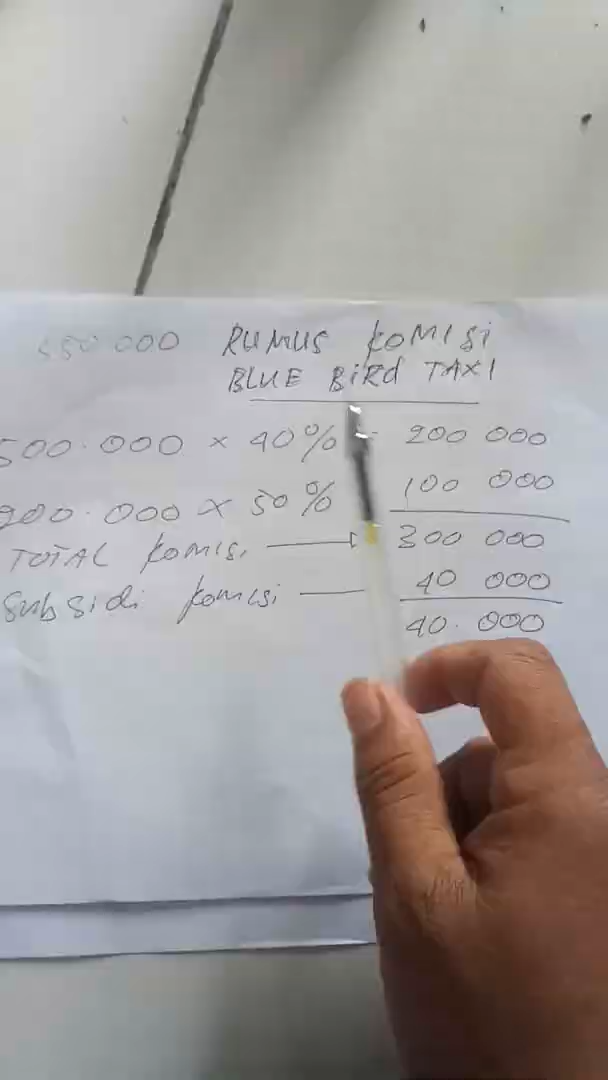 550.000 RUMUS KOMISI
BLUE BIRd TAXI
500.000 x 40% = 200 000
200.000 x 50% 100 000
TOTAL KOMISI 300 000
Subsidi komisi 40 000
40.000